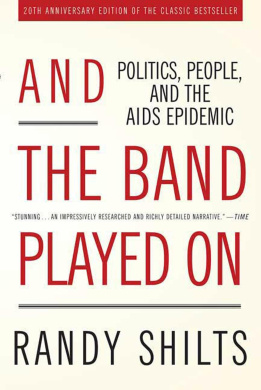 20TH ANNIVERSARY EDITION OF THE CLASSIC BESTSELLER
AND
POLITICS, PEOPLE,
AND THE
AIDS EPIDEMIC
THE BAND
"STUNNING . . . AN IMPRESSIVELY RESEARCHED AND RICHLY DETAILED NARRATIVE." —TIME
PLAYED ON
RANDY SHILTS